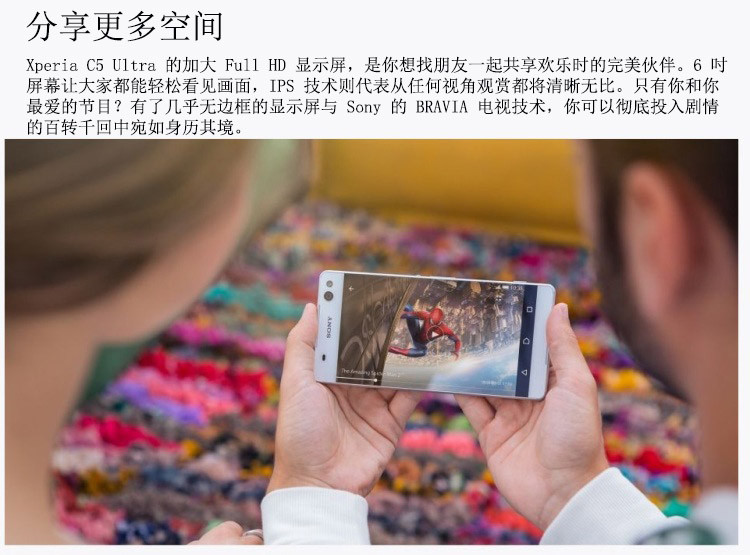 分享更多空间
Xperia C5 Ultra 的加大 Full HD 显示屏，是你想找朋友一起共享欢乐时的完美伙伴。6 吋
屏幕让大家都能轻松看见画面，IPS 技术则代表从任何视角观赏都将清晰无比。只有你和你
最爱的节目？有了几乎无边框的显示屏与 Sony 的 BRAVIA 电视技术，你可以彻底投入剧情
的百转千回中宛如身历其境。
SONY
The Amazing